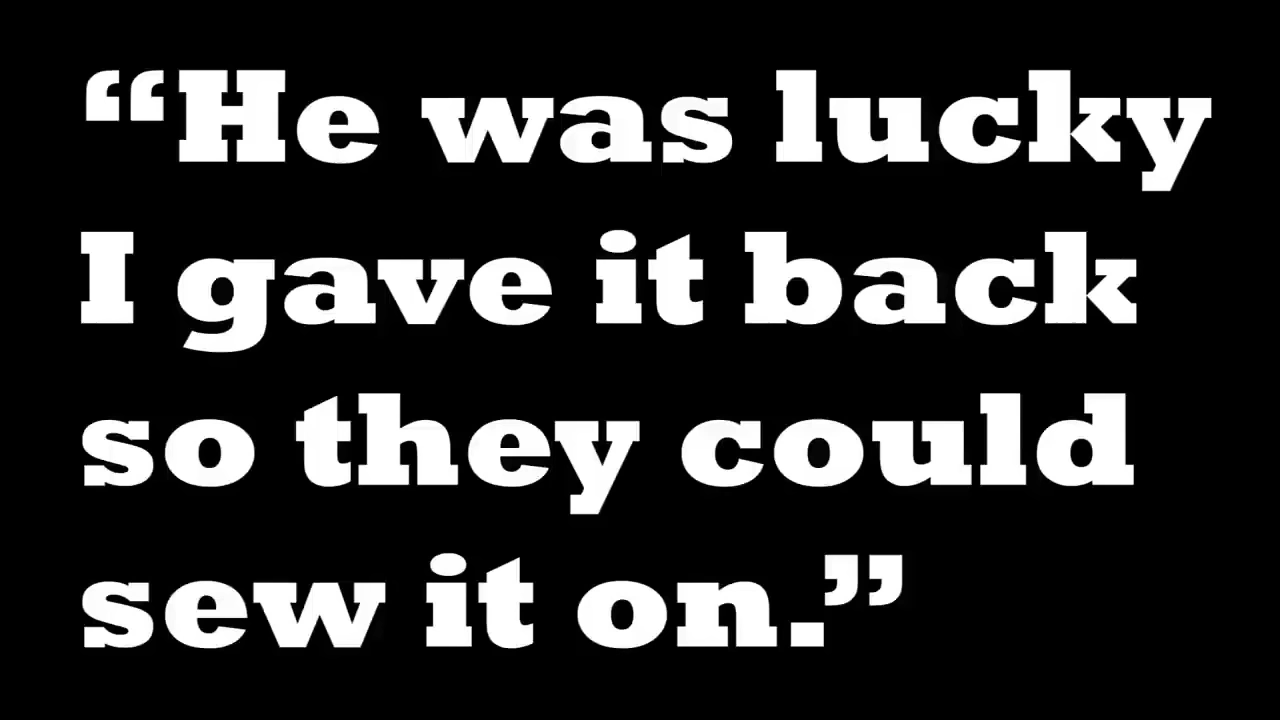 “He was lucky
I gave it back
so they could
sew it on.”